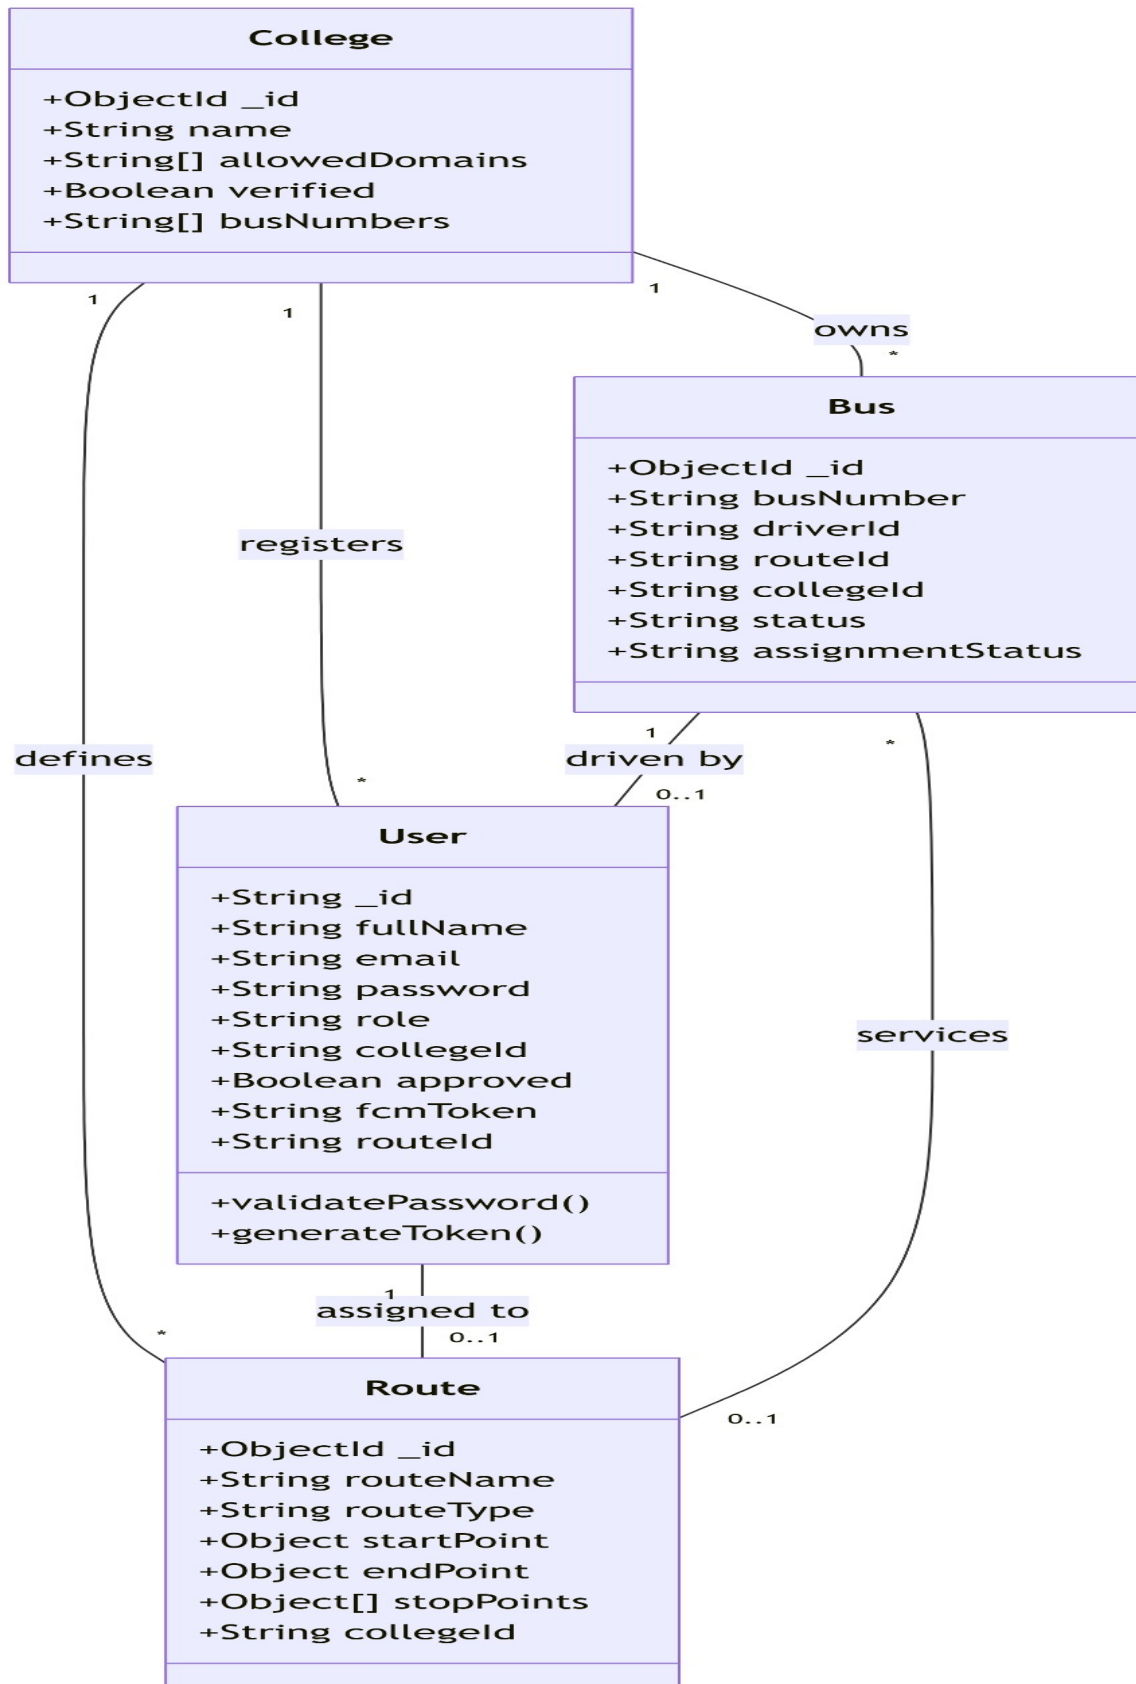 College
+ObjectId _id
+String name
+String[] allowedDomains
+Boolean verified
+String[] busNumbers
1
1
1
owns
*
Bus
+ObjectId _id
+String busNumber
+String driverId
+String routeId
+String collegeId
+String status
+String assignmentStatus
registers
defines
1
driven by
0..1
*
*
User
+String _id
+String fullName
+String email
+String password
+String role
+String collegeId
+Boolean approved
+String fcmToken
+String routeId
+validatePassword()
+generateToken()
services
1
assigned to
0..1
*
0..1
Route
+ObjectId _id
+String routeName
+String routeType
+Object startPoint
+Object endPoint
+Object[] stopPoints
+String collegeId